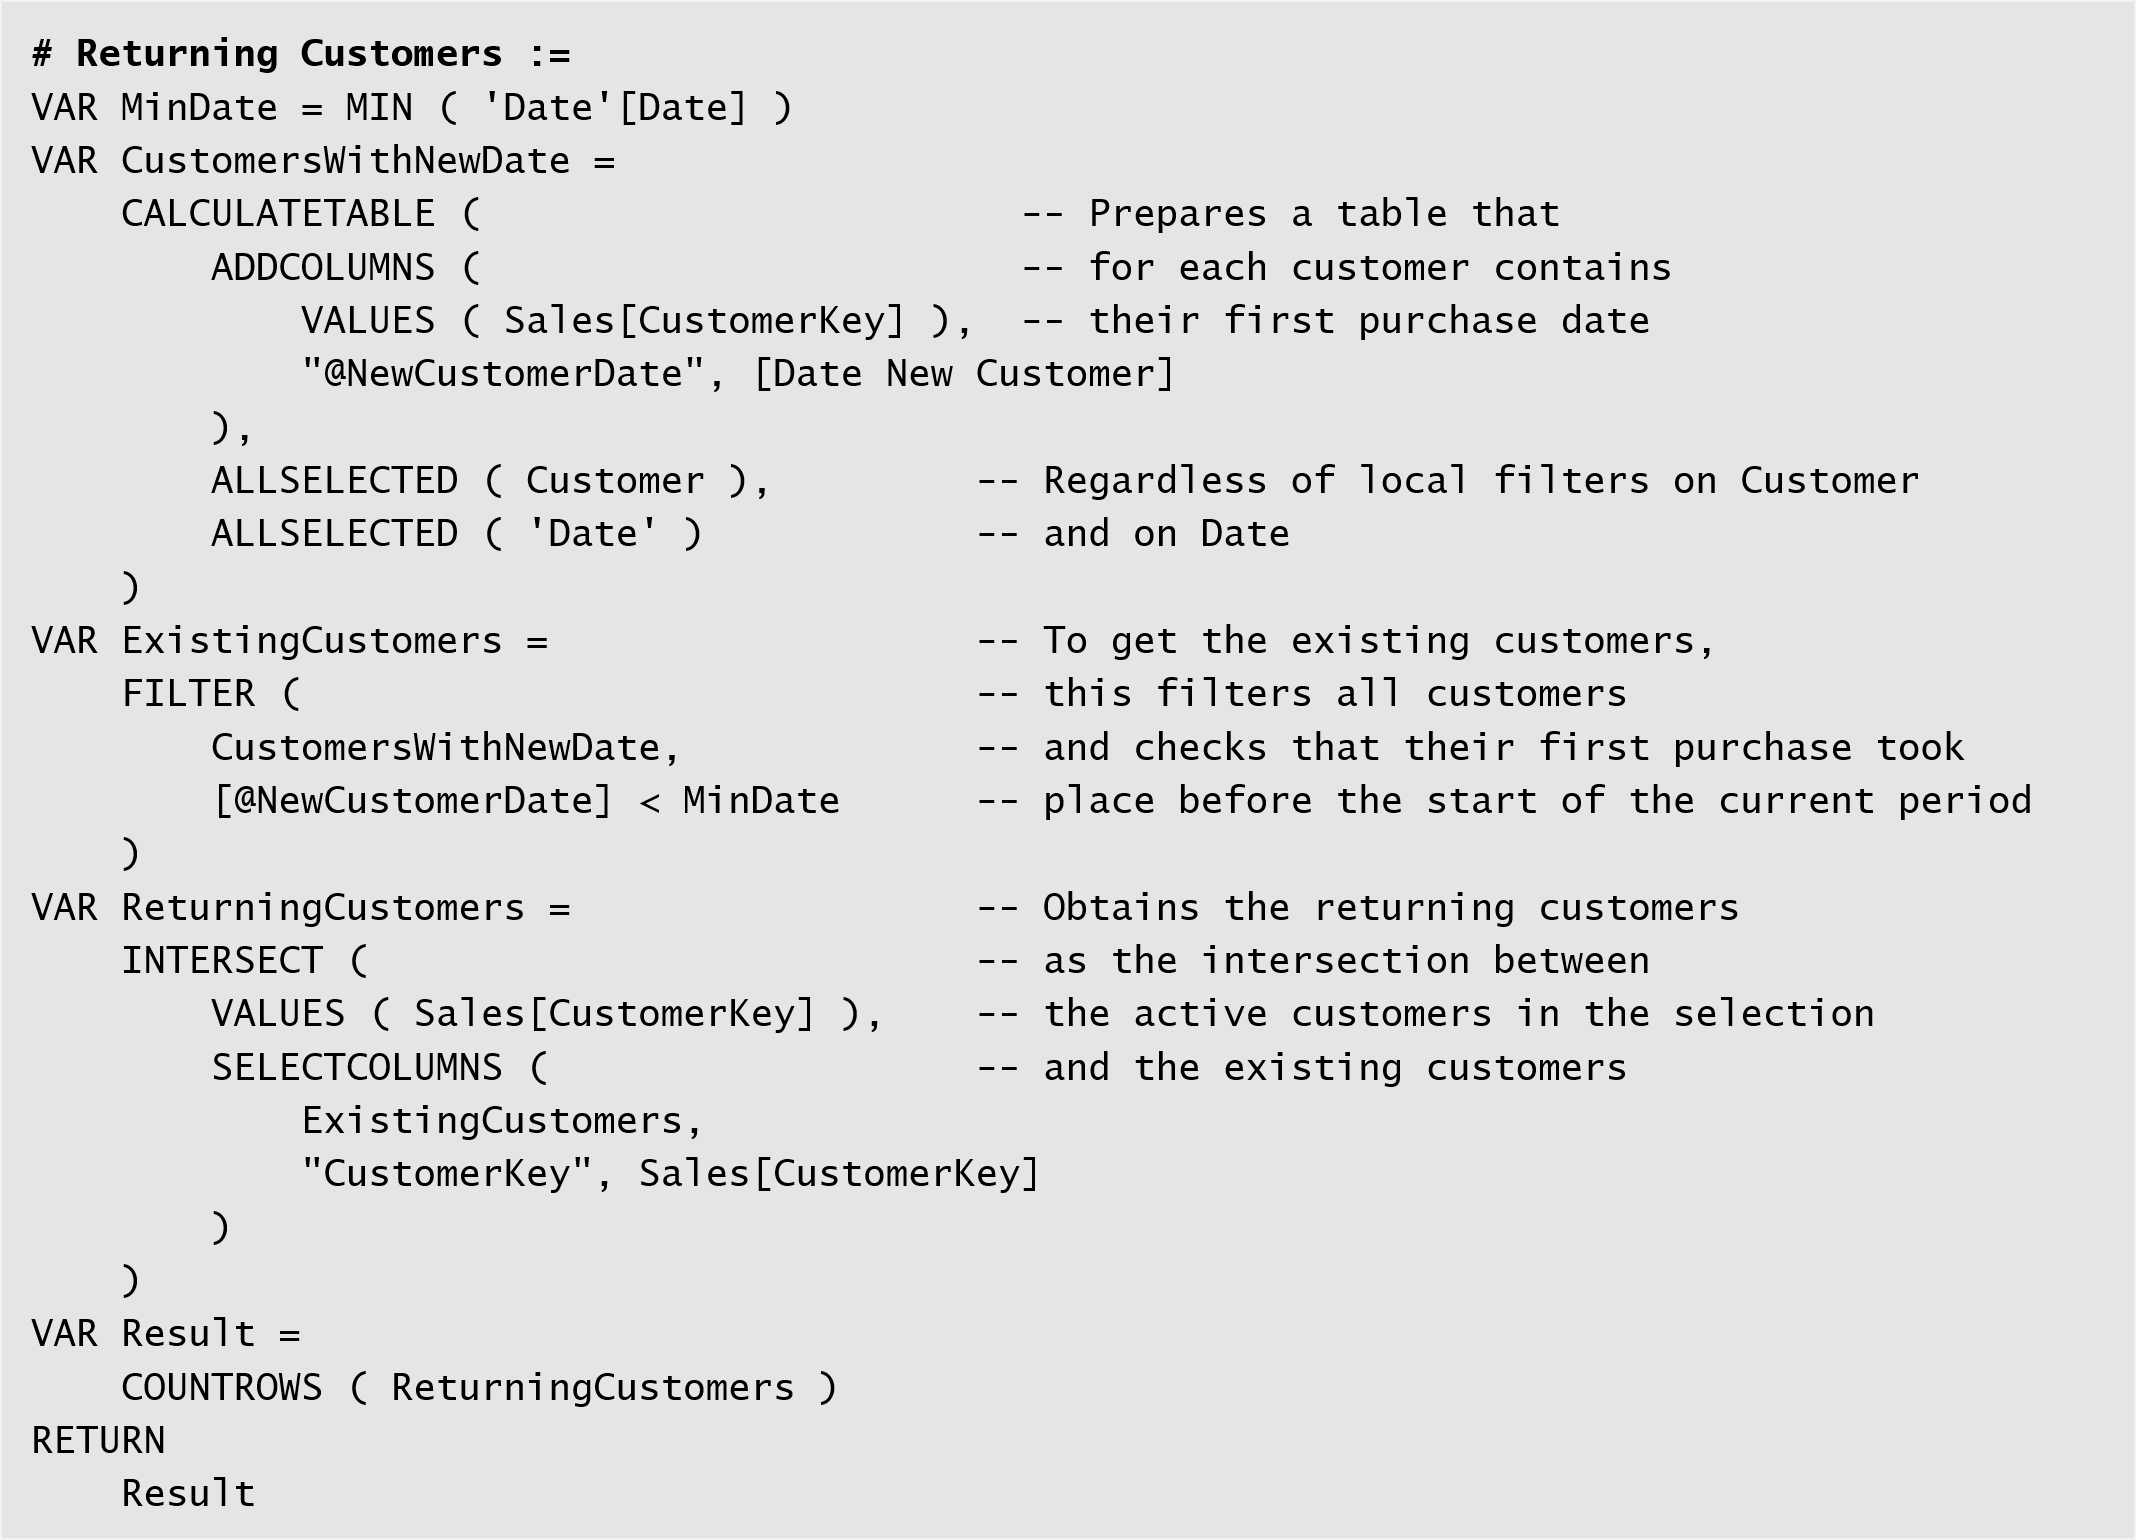 # Returning Customers :=
VAR MinDate = MIN ( 'Date'[Date] )
VAR CustomersWithNewDate =
    CALCULATETABLE (                        -- Prepares a table that
        ADDCOLUMNS (                        -- for each customer contains
            VALUES ( Sales[CustomerKey] ),  -- their first purchase date
            "@NewCustomerDate", [Date New Customer]
        ),
        ALLSELECTED ( Customer ),         -- Regardless of local filters on Customer
        ALLSELECTED ( 'Date' )            -- and on Date
    )
VAR ExistingCustomers =                   -- To get the existing customers,
    FILTER (                              -- this filters all customers
        CustomersWithNewDate,             -- and checks that their first purchase took
        [@NewCustomerDate] < MinDate      -- place before the start of the current period
    )
VAR ReturningCustomers =                  -- Obtains the returning customers
    INTERSECT (                           -- as the intersection between
        VALUES ( Sales[CustomerKey] ),    -- the active customers in the selection
        SELECTCOLUMNS (                   -- and the existing customers
            ExistingCustomers,
            "CustomerKey", Sales[CustomerKey]
        )
    )
VAR Result =
    COUNTROWS ( ReturningCustomers )
RETURN
    Result